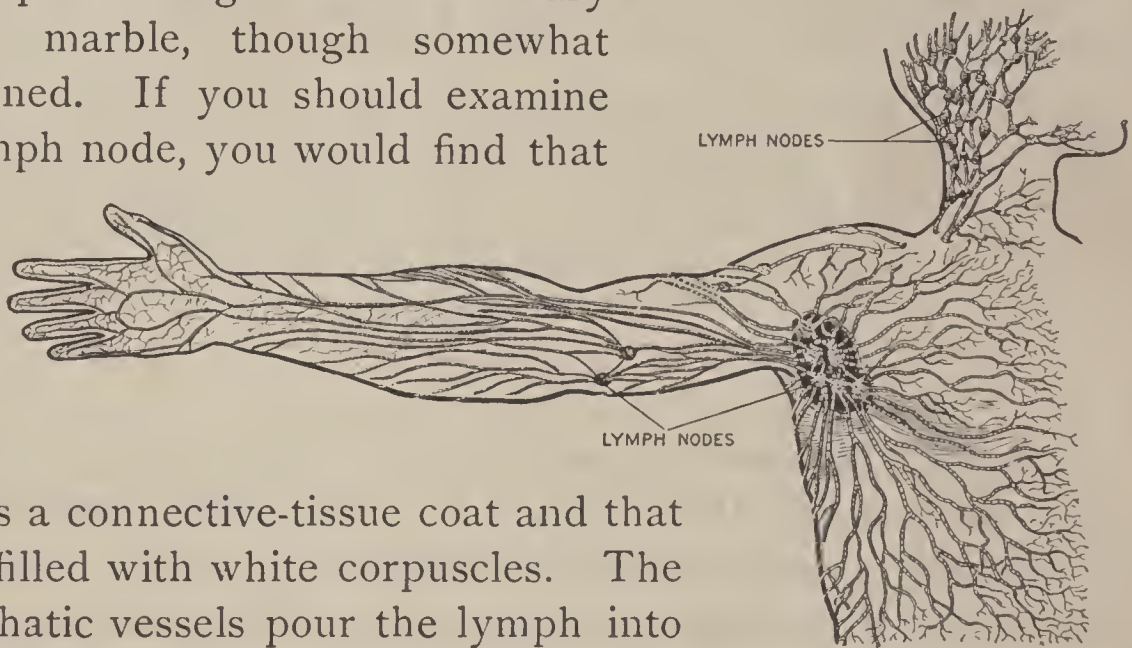 marble, though somewhat
ned. If you should examine
ph node, you would find that
LYMPH NODES
LYMPH NODES
s a connective-tissue coat and that
filled with white corpuscles. The
hatic vessels pour the lymph into